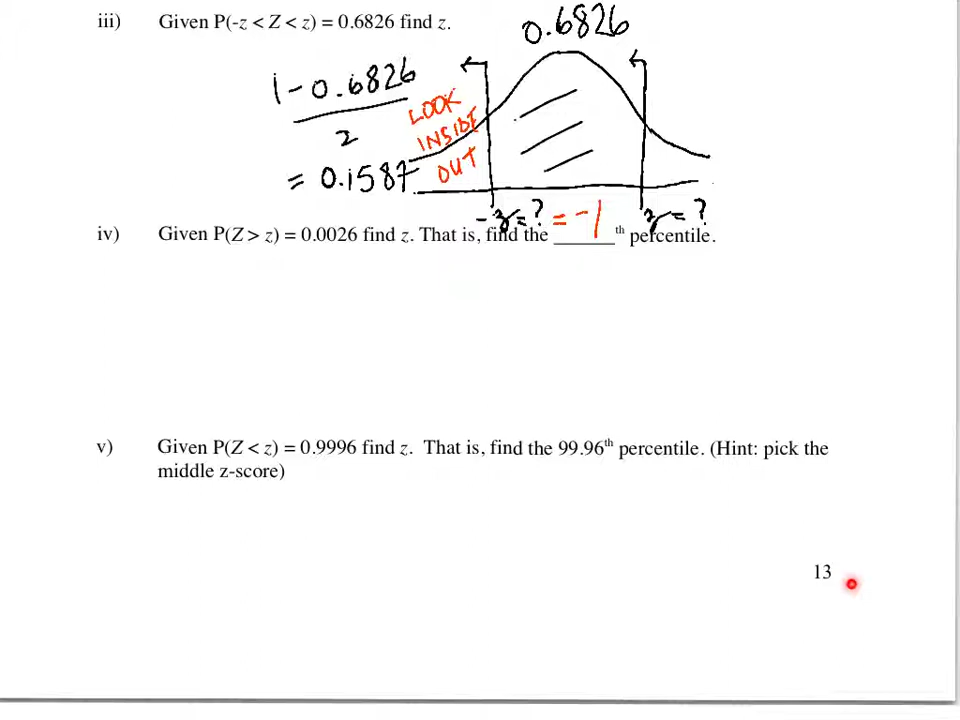 iii) Given P(-z < Z < z) = 0.6826 find z.
0.6826
1 - 0.6826
2
= 0.1587
LOOK
INSIDE
OUT
-z = ? = -1
z = ?
iv) Given P(Z > z) = 0.0026 find z. That is, find the ______th percentile.
v) Given P(Z < z) = 0.9996 find z. That is, find the 99.96th percentile. (Hint: pick the
middle z-score)
13